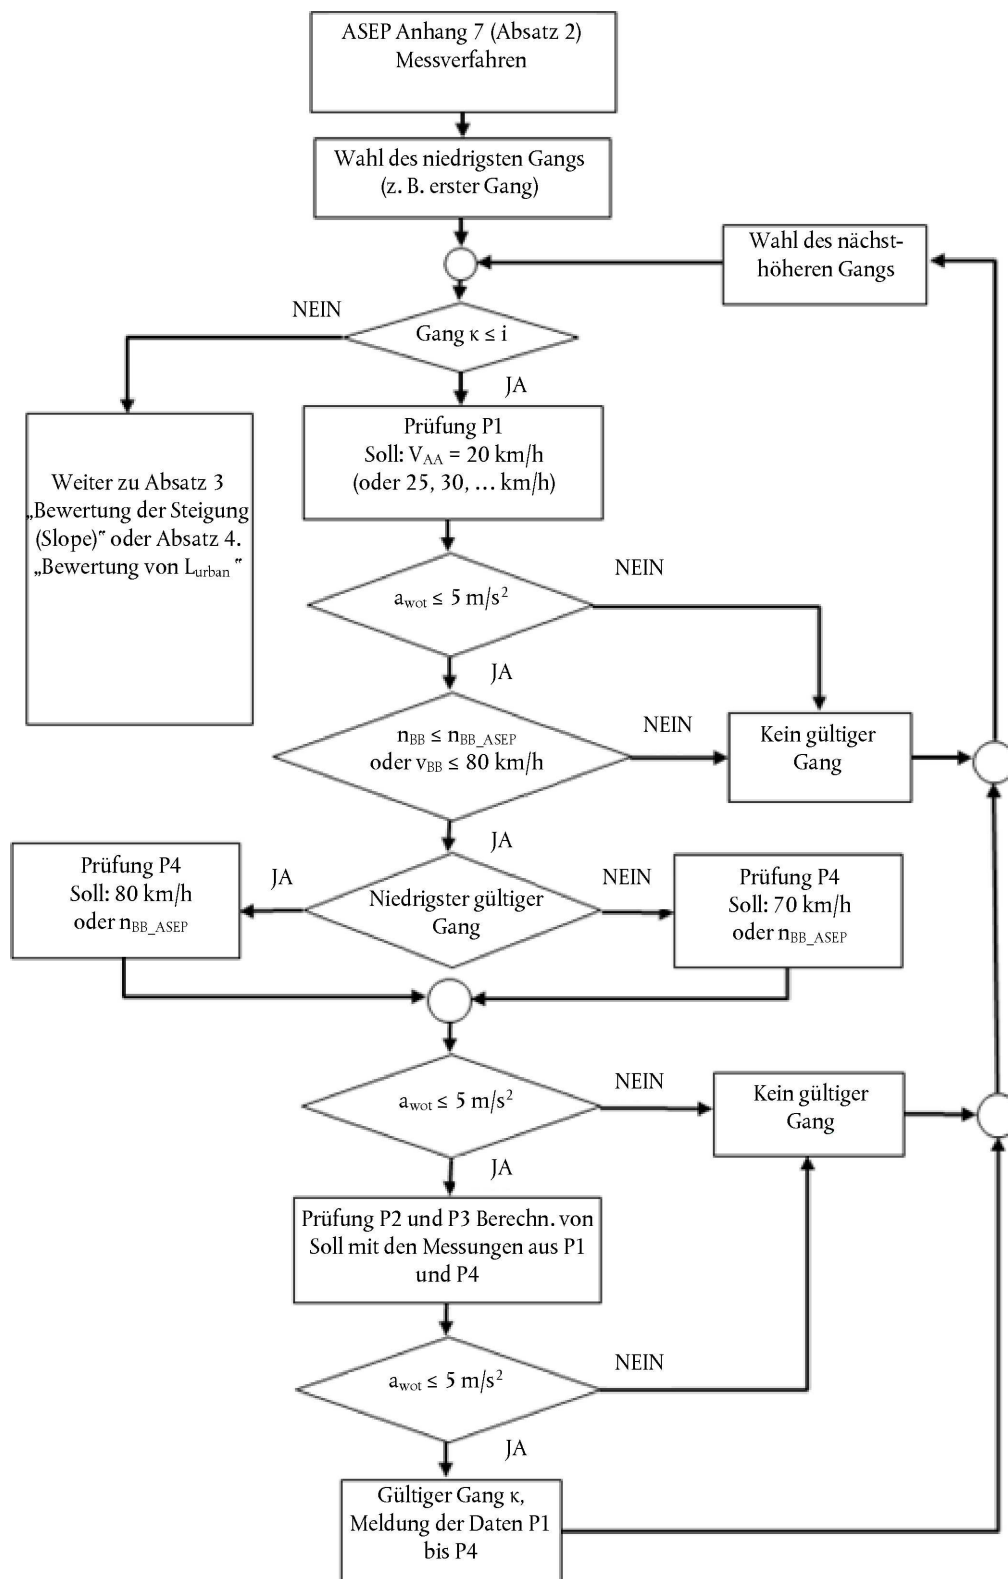 ASEP Anhang 7 (Absatz 2)
Messverfahren
Wahl des niedrigsten Gangs
(z. B. erster Gang)
Wahl des nächst-
höheren Gangs
NEIN
Gang κ ≤ i
JA
Prüfung P1
Soll: VAA = 20 km/h
(oder 25, 30, … km/h)
Weiter zu Absatz 3
„Bewertung der Steigung
(Slope)“ oder Absatz 4.
„Bewertung von Lurban “
NEIN
awot ≤ 5 m/s²
JA
nBB ≤ nBB_ASEP
oder vBB ≤ 80 km/h
NEIN
Kein gültiger
Gang
JA
Prüfung P4
Soll: 80 km/h
oder nBB_ASEP
JA
Niedrigster gültiger
Gang
NEIN
Prüfung P4
Soll: 70 km/h
oder nBB_ASEP
awot ≤ 5 m/s²
NEIN
Kein gültiger
Gang
JA
Prüfung P2 und P3 Berechn. von
Soll mit den Messungen aus P1
und P4
NEIN
awot ≤ 5 m/s²
JA
Gültiger Gang κ,
Meldung der Daten P1
bis P4